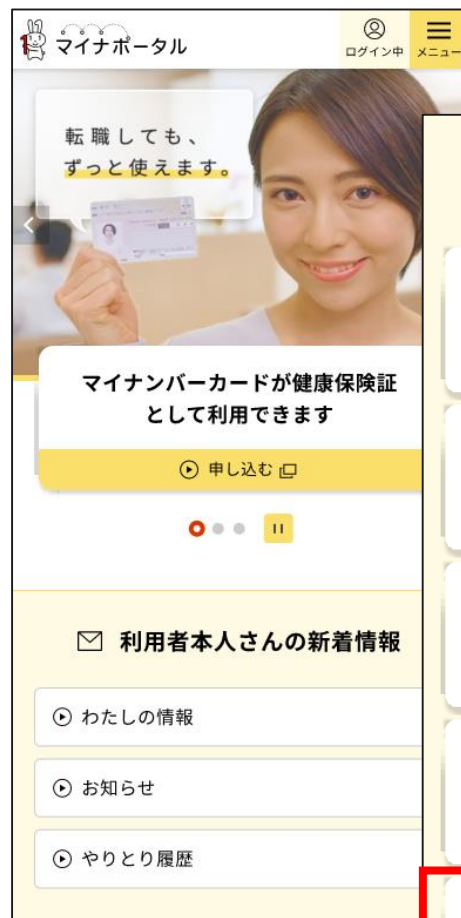 マイナポータル
ログイン中
メニュー
転職しても、
ずっと使えます。
マイナンバーカードが健康保険証
として利用できます
申し込む
利用者本人さんの新着情報
わたしの情報
お知らせ
やりとり履歴